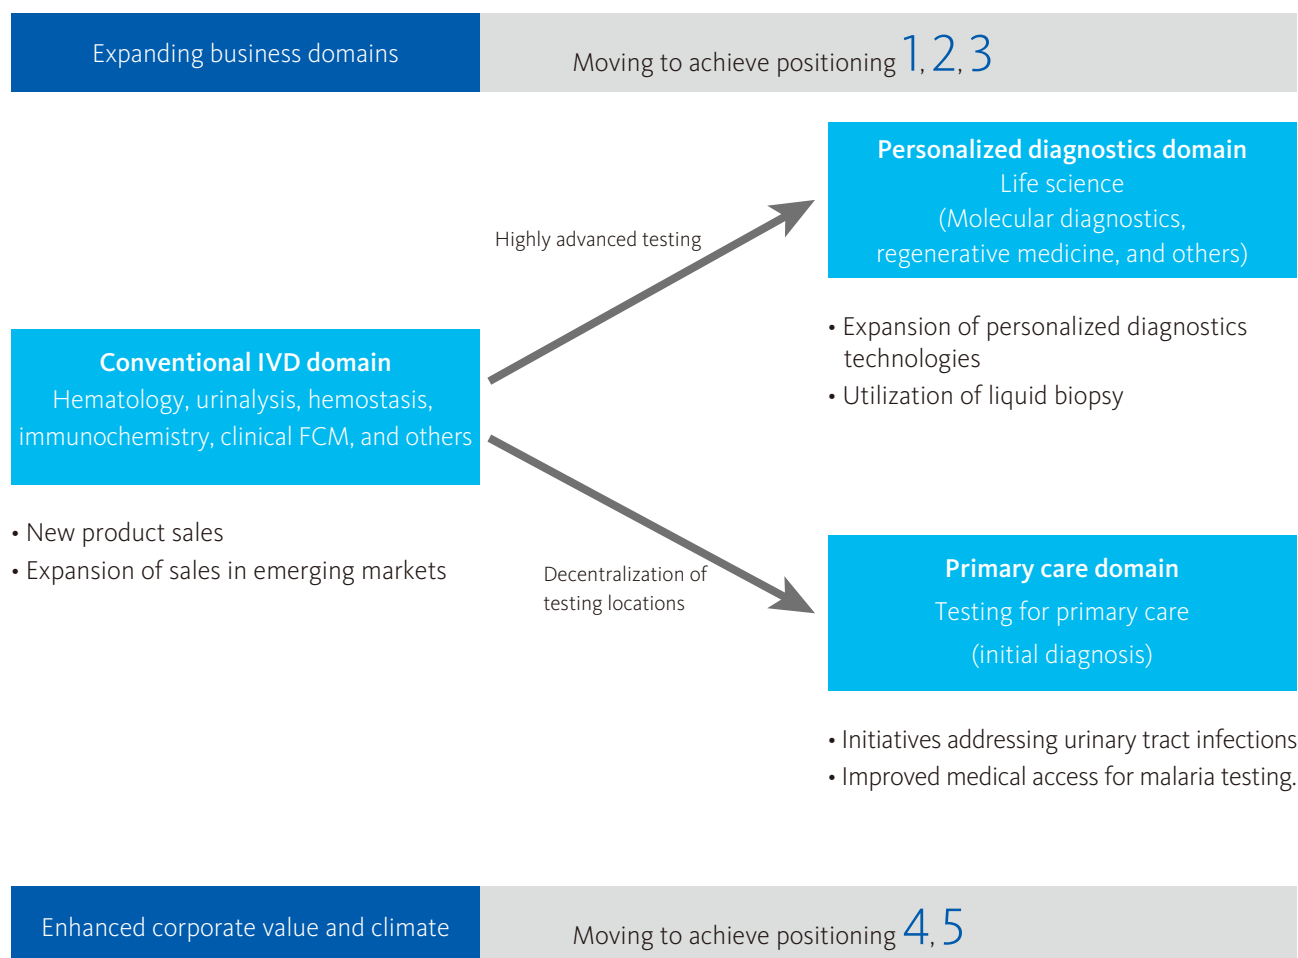 Expanding business domains
Moving to achieve positioning 1, 2, 3
Personalized diagnostics domain
Life science
(Molecular diagnostics,
regenerative medicine, and others)
Highly advanced testing
• Expansion of personalized diagnostics
technologies
• Utilization of liquid biopsy
Conventional IVD domain
Hematology, urinalysis, hemostasis,
immunochemistry, clinical FCM, and others
• New product sales
• Expansion of sales in emerging markets
Decentralization of
testing locations
Primary care domain
Testing for primary care
(initial diagnosis)
• Initiatives addressing urinary tract infections
• Improved medical access for malaria testing.
Enhanced corporate value and climate
Moving to achieve positioning 4, 5